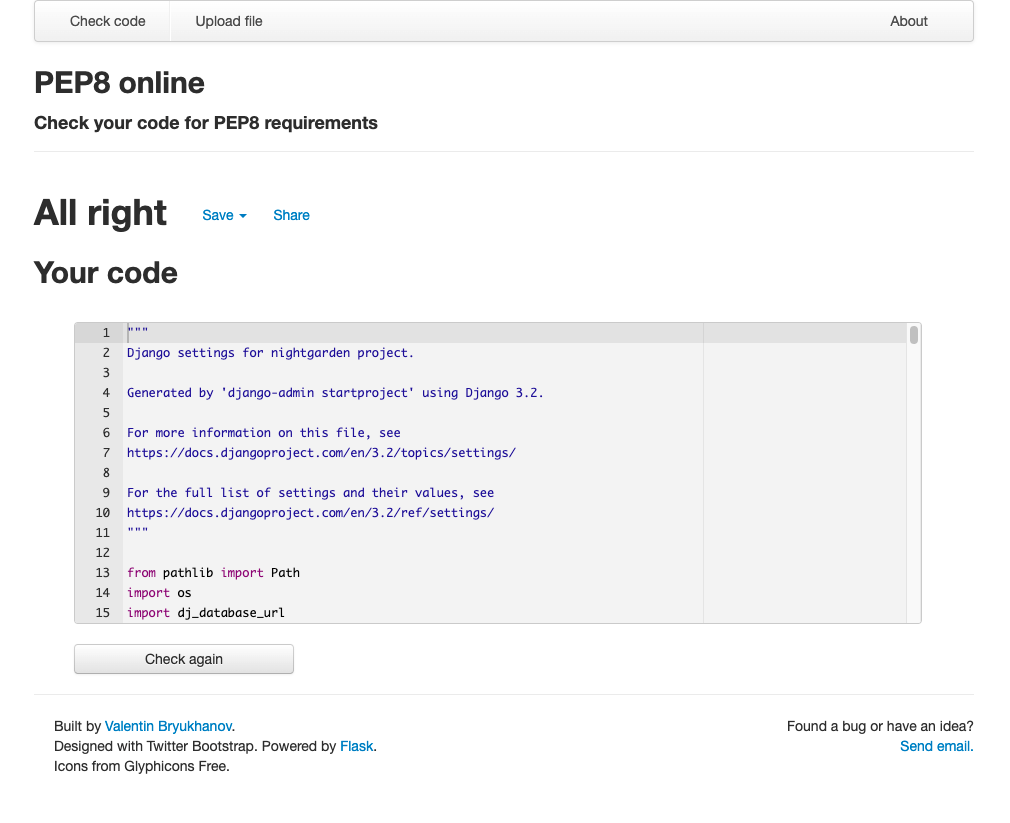 Check code Upload file About
PEP8 online
Check your code for PEP8 requirements
All right Save Share
Your code
1 """
2 Django settings for nightgarden project.
3
4 Generated by 'django-admin startproject' using Django 3.2.
5
6 For more information on this file, see
7 https://docs.djangoproject.com/en/3.2/topics/settings/
8
9 For the full list of settings and their values, see
10 https://docs.djangoproject.com/en/3.2/ref/settings/
11 """
12
13 from pathlib import Path
14 import os
15 import dj_database_url
Check again
Built by Valentin Bryukhanov. Found a bug or have an idea?
Designed with Twitter Bootstrap. Powered by Flask. Send email.
Icons from Glyphicons Free.